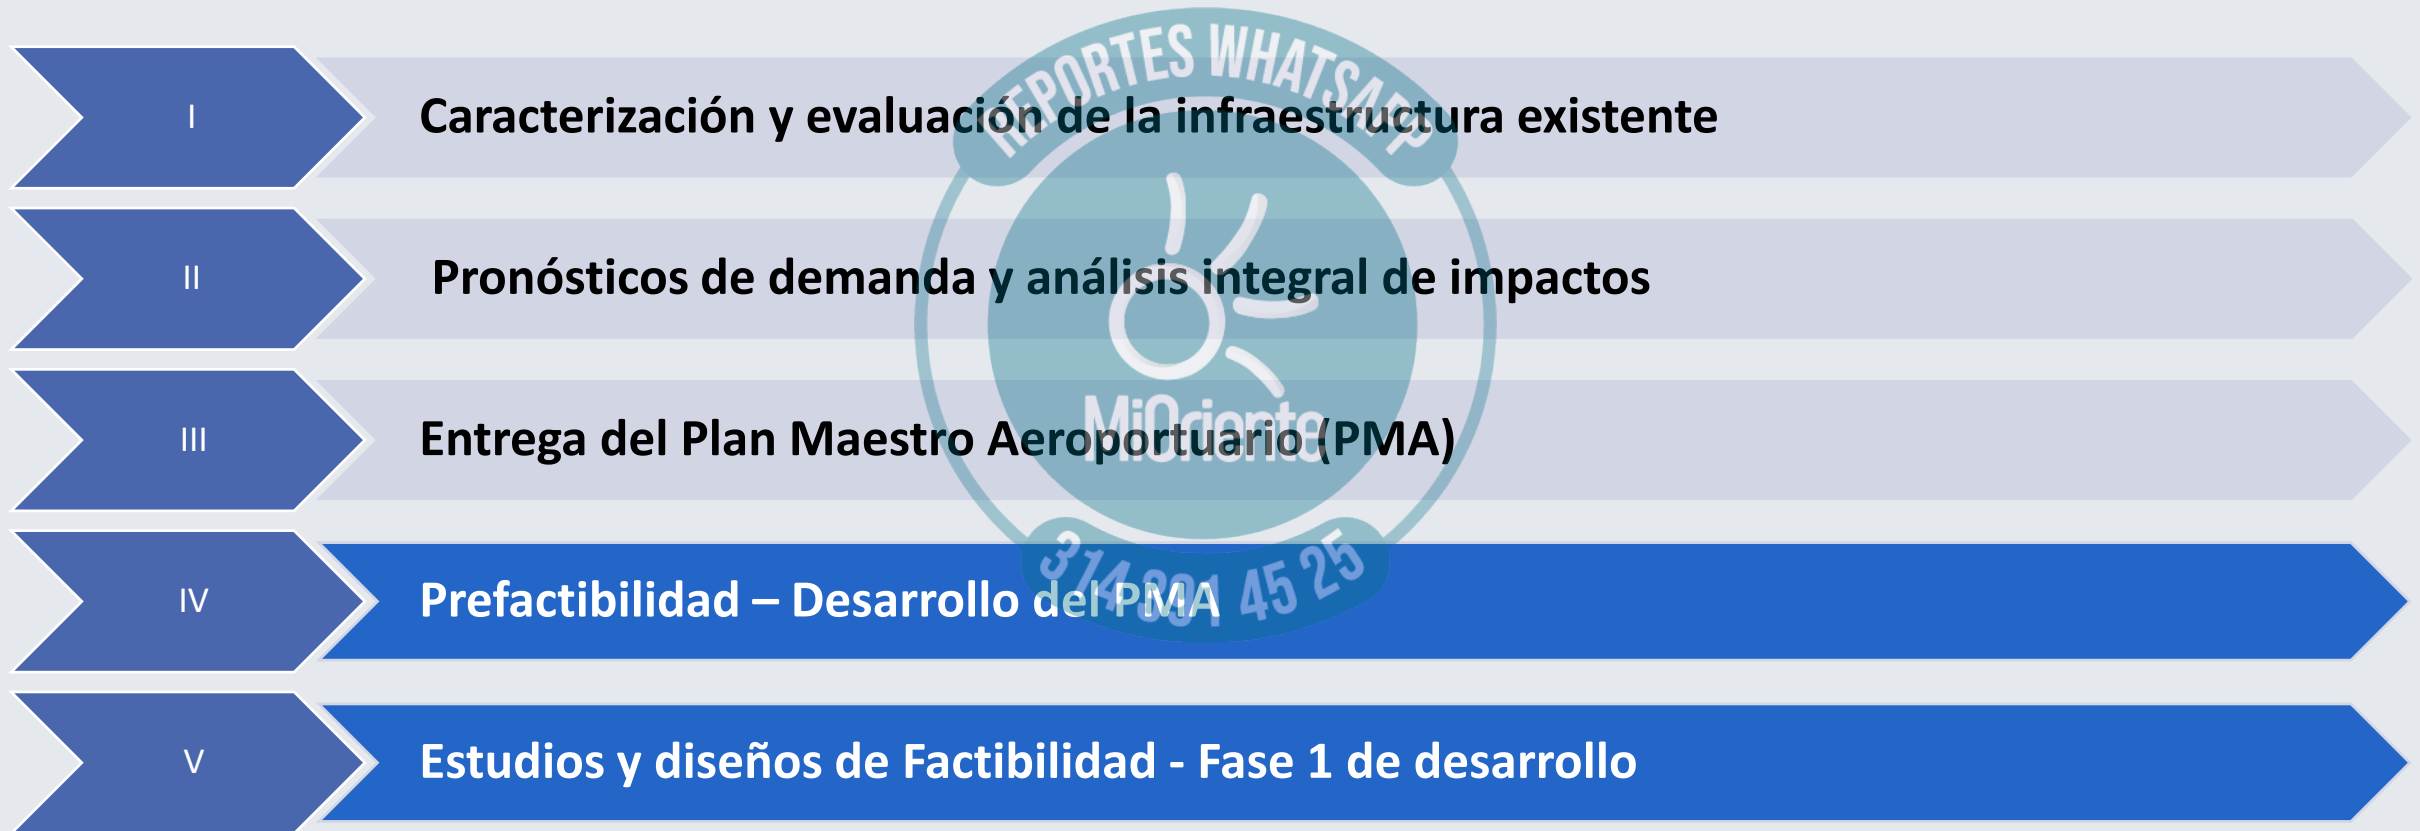 REPORTES WHATSAPP
I
Caracterización y evaluación de la infraestructura existente
II
Pronósticos de demanda y análisis integral de impactos
III
Entrega del Plan Maestro Aeroportuario (PMA)
MiOriente
IV
Prefactibilidad – Desarrollo del PMA
314 391 45 25
V
Estudios y diseños de Factibilidad - Fase 1 de desarrollo